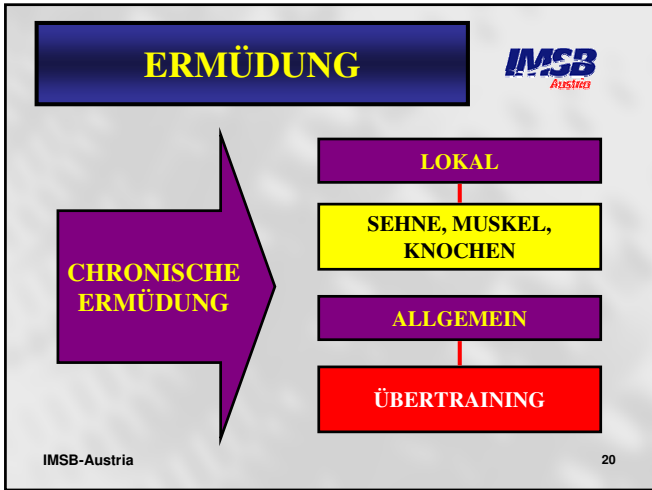 ERMÜDUNG
IMSB
Austria
LOKAL
SEHNE, MUSKEL,
KNOCHEN
CHRONISCHE
ERMÜDUNG
ALLGEMEIN
ÜBERTRAINING
IMSB-Austria
20